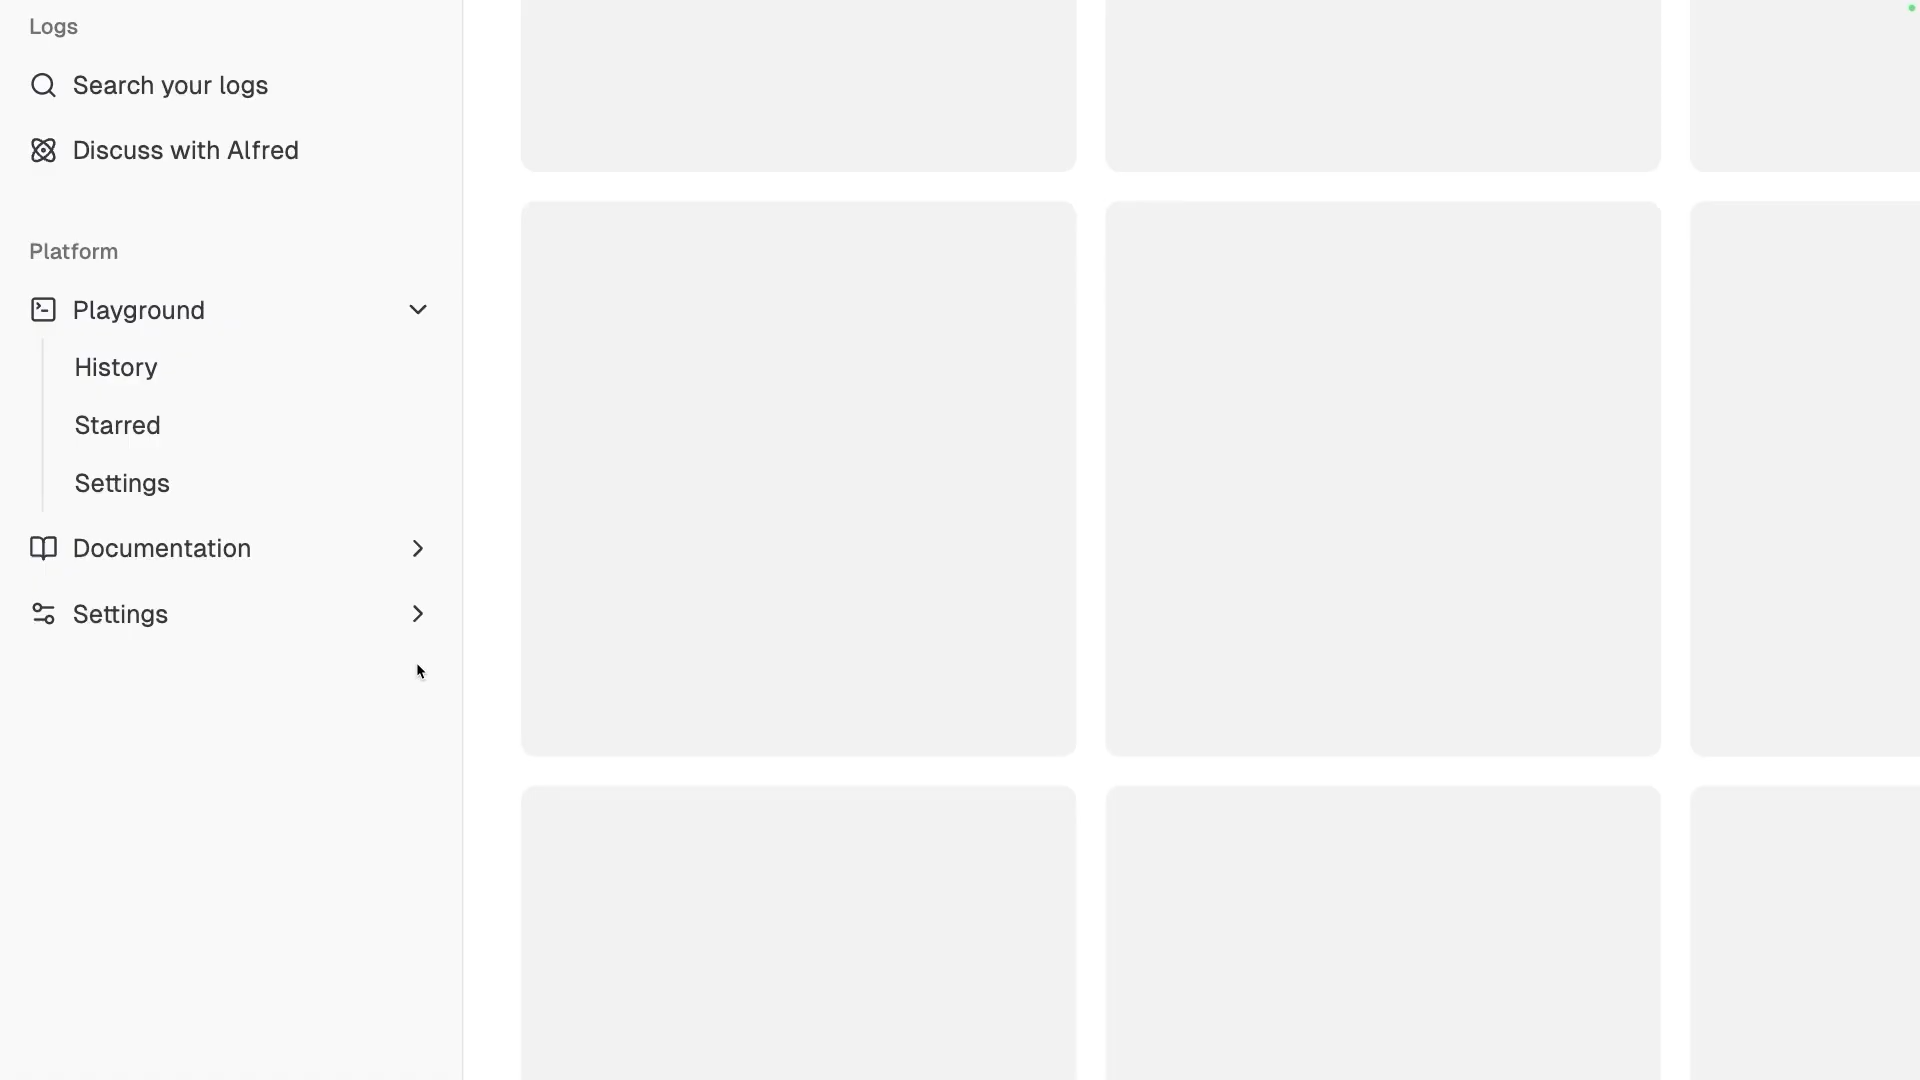 Logs
Search your logs
Discuss with Alfred
Platform
Playground
History
Starred
Settings
Documentation
Settings